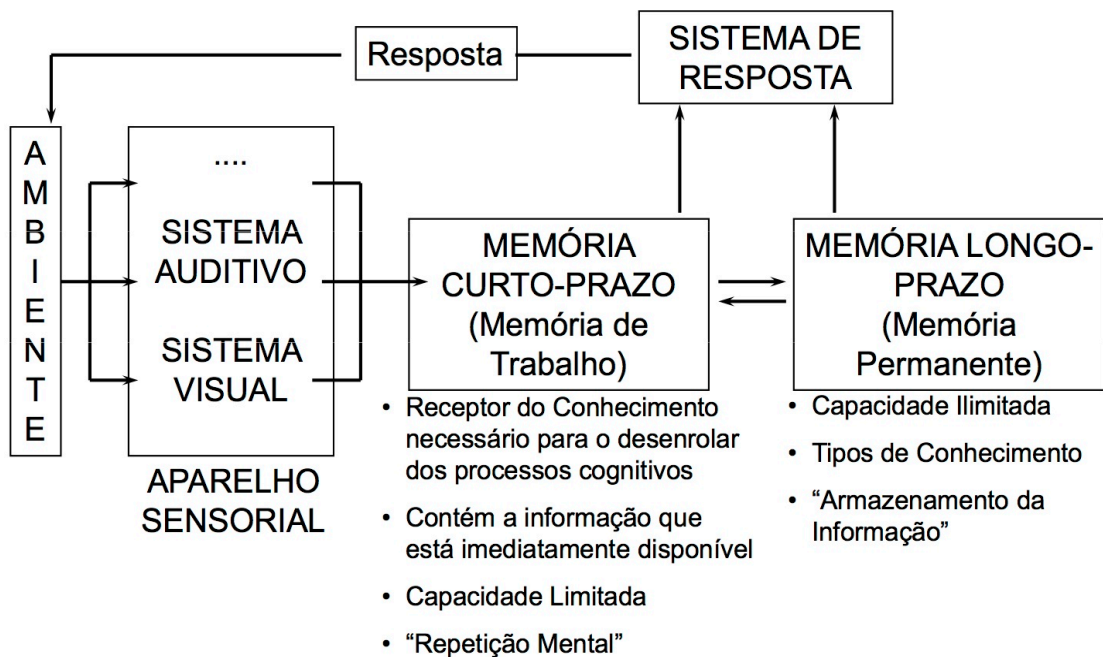 Resposta
SISTEMA DE
RESPOSTA
AMBIENTE
....
SISTEMA
AUDITIVO
SISTEMA
VISUAL
APARELHO
SENSORIAL
MEMÓRIA
CURTO-PRAZO
(Memória de
Trabalho)
• Receptor do Conhecimento
necessário para o desenrolar
dos processos cognitivos
• Contém a informação que
está imediatamente disponível
• Capacidade Limitada
• “Repetição Mental”
MEMÓRIA LONGO-
PRAZO
(Memória
Permanente)
• Capacidade Ilimitada
• Tipos de Conhecimento
• “Armazenamento da
Informação”